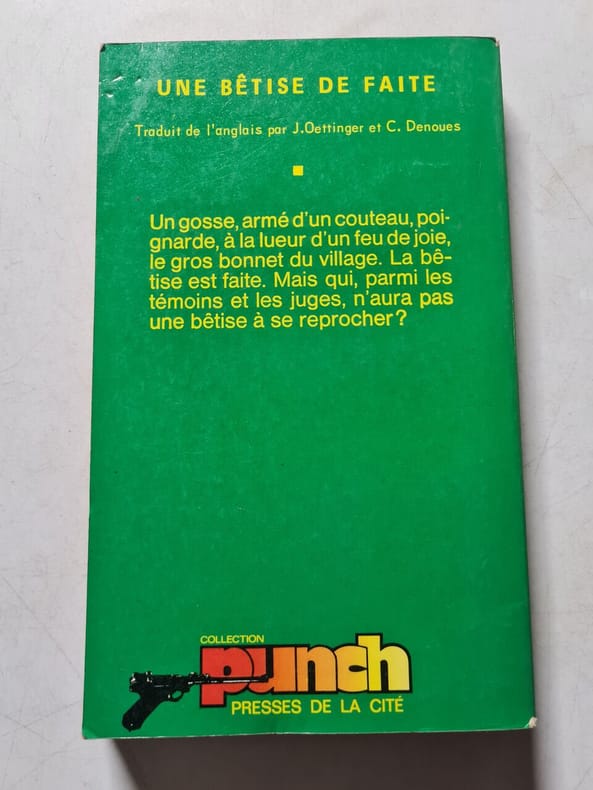 UNE BÊTISE DE FAITE
Traduit de l'anglais par J.Oettinger et C. Denoues
Un gosse, armé d'un couteau, poi-
gnarde, à la lueur d'un feu de joie,
le gros bonnet du village. La bê-
tise est faite. Mais qui, parmi les
témoins et les juges, n'aura pas
une bêtise à se reprocher?
COLLECTION
punch
PRESSES DE LA CITÉ